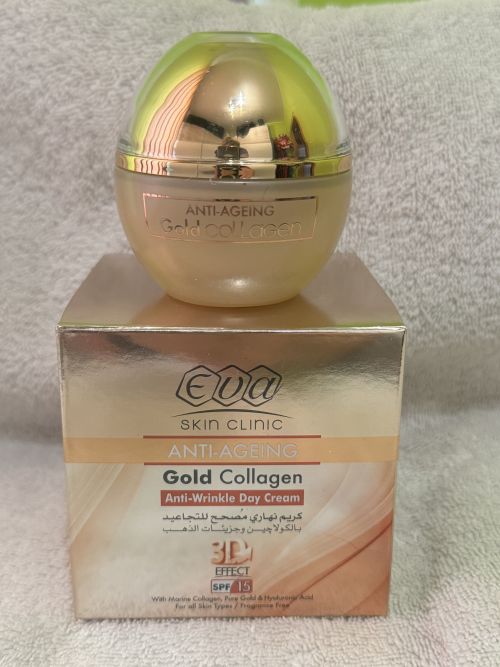 ANTI-AGEING
Gold collagen
Eva
SKIN CLINIC
ANTI-AGEING
Gold Collagen
Anti-Wrinkle Day Cream
كريم نهاري مُصحح للتجاعيد
بالكولاچين وجزيئات الذهب
3D
EFFECT
SPF 15
With Marine Collagen, Pure Gold & Hyaluronic Acid
For all Skin Types / Fragrance Free